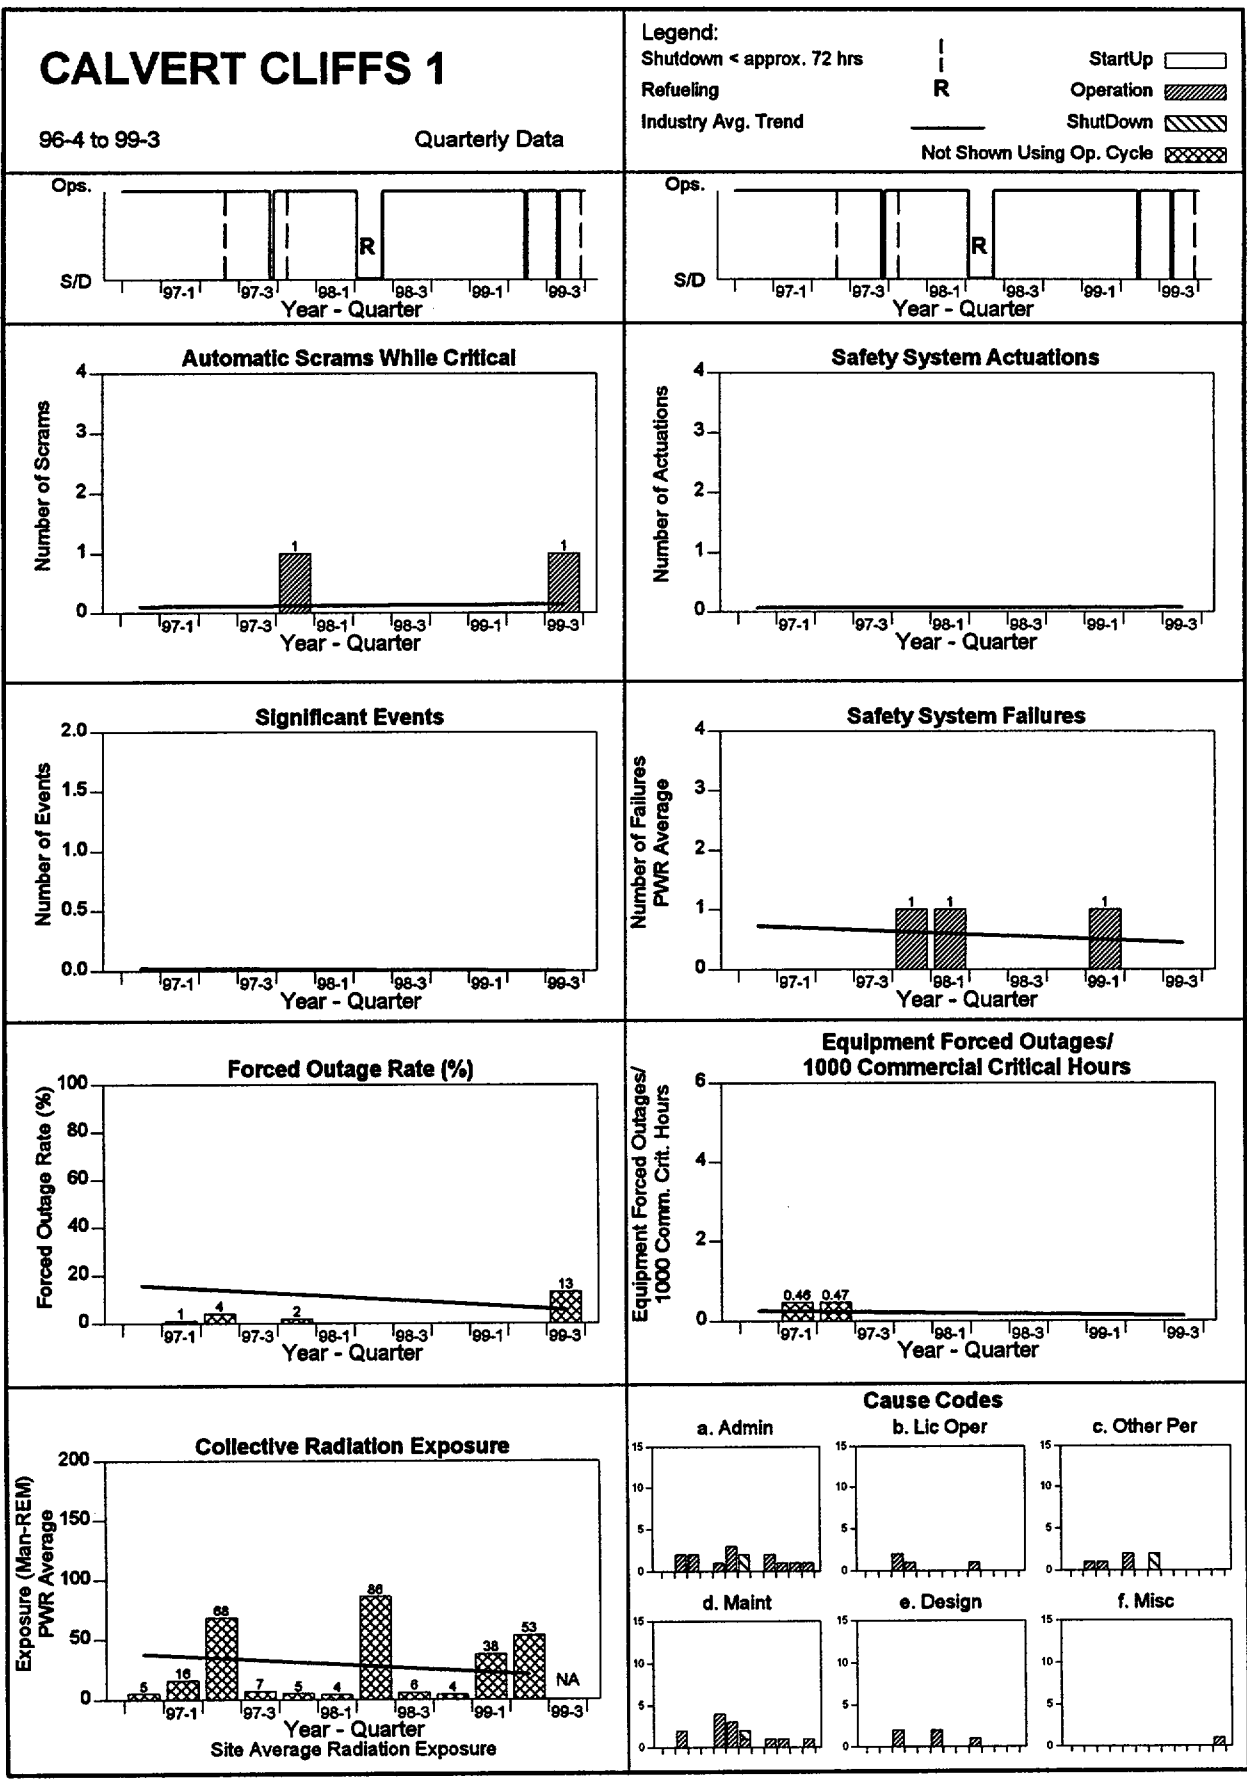 CALVERT CLIFFS 1
96-4 to 99-3 Quarterly Data
Legend:
Shutdown < approx. 72 hrs StartUp
Refueling R Operation
Industry Avg. Trend ShutDown
Not Shown Using Op. Cycle
Ops.
R
S/D
97-1 97-3 98-1 98-3 99-1 99-3
Year - Quarter
Ops.
R
S/D
97-1 97-3 98-1 98-3 99-1 99-3
Year - Quarter
Automatic Scrams While Critical
Number of Scrams
4
3
2
1
0
1 1
97-1 97-3 98-1 98-3 99-1 99-3
Year - Quarter
Safety System Actuations
Number of Actuations
4
3
2
1
0
97-1 97-3 98-1 98-3 99-1 99-3
Year - Quarter
Significant Events
Number of Events
2.0
1.5
1.0
0.5
0.0
97-1 97-3 98-1 98-3 99-1 99-3
Year - Quarter
Safety System Failures
Number of Failures
PWR Average
4
3
2
1
0
1 1 1
97-1 97-3 98-1 98-3 99-1 99-3
Year - Quarter
Forced Outage Rate (%)
Forced Outage Rate (%)
100
80
60
40
20
0
1 4 2 13
97-1 97-3 98-1 98-3 99-1 99-3
Year - Quarter
Equipment Forced Outages/
1000 Commercial Critical Hours
Equipment Forced Outages/
1000 Comm. Crit. Hours
6
4
2
0
0.46 0.47
97-1 97-3 98-1 98-3 99-1 99-3
Year - Quarter
Collective Radiation Exposure
Exposure (Man-REM)
PWR Average
200
150
100
50
0
5 16 68 7 5 4 86 6 4 38 53 NA
97-1 97-3 98-1 98-3 99-1 99-3
Year - Quarter
Site Average Radiation Exposure
Cause Codes
a. Admin b. Lic Oper c. Other Per
15 15 15
10 10 10
5 5 5
0 0 0
d. Maint e. Design f. Misc
15 15 15
10 10 10
5 5 5
0 0 0